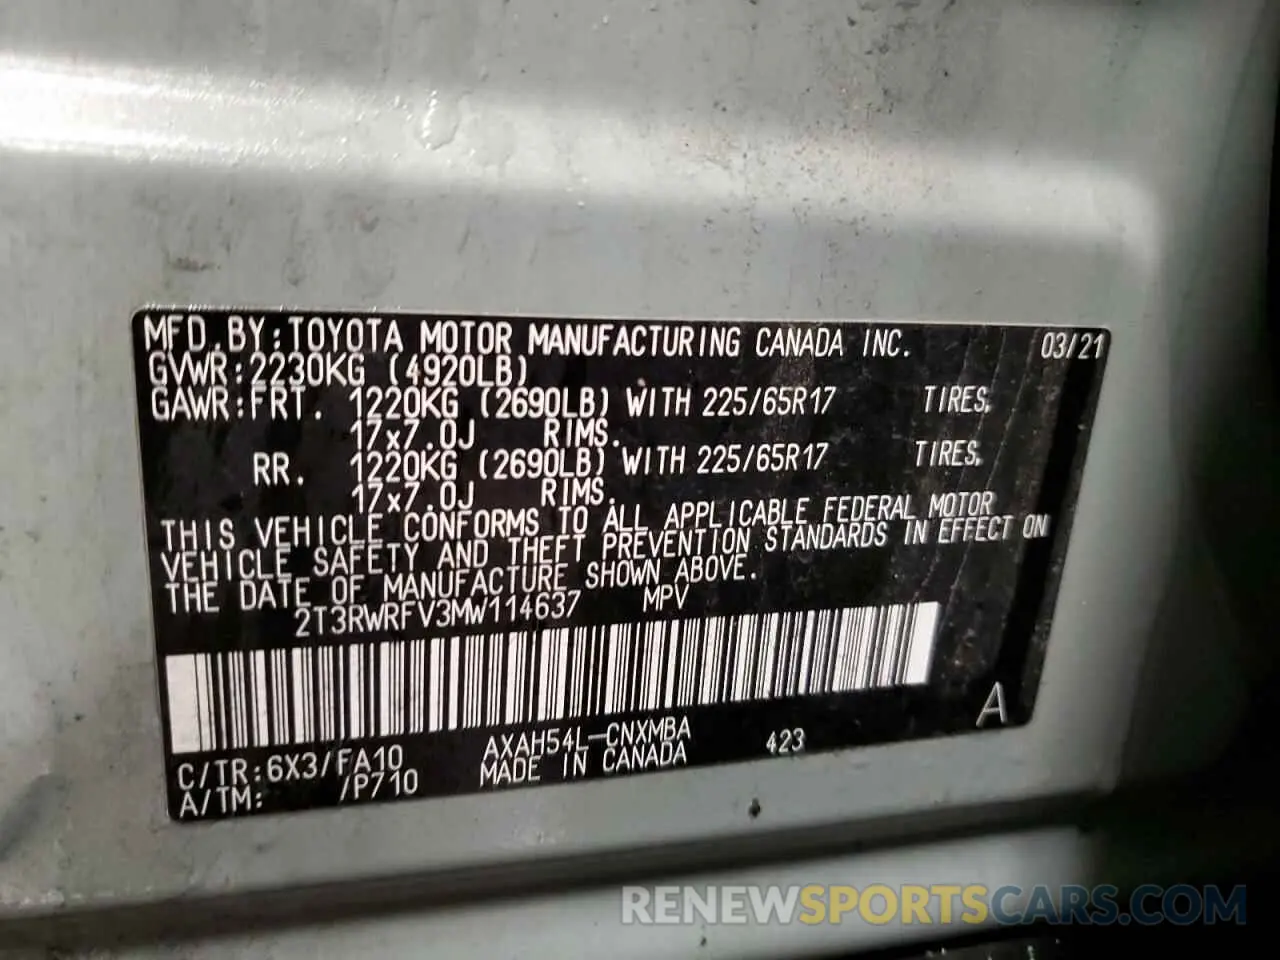 MFD.BY:TOYOTA MOTOR MANUFACTURING CANADA INC. 03/21
GVWR:2230KG (4920LB)
GAWR:FRT. 1220KG (2690LB) WITH 225/65R17 TIRES,
17x7.0J RIMS.
RR. 1220KG (2690LB) WITH 225/65R17 TIRES,
17x7.0J RIMS.
THIS VEHICLE CONFORMS TO ALL APPLICABLE FEDERAL MOTOR
VEHICLE SAFETY AND THEFT PREVENTION STANDARDS IN EFFECT ON
THE DATE OF MANUFACTURE SHOWN ABOVE.
2T3RWRFV3MW114637 MPV
A
C/TR:6X3/FA10 AXAH54L-CNXMBA 423
A/TM: /P710 MADE IN CANADA
RENEWSPORTSCARS.COM